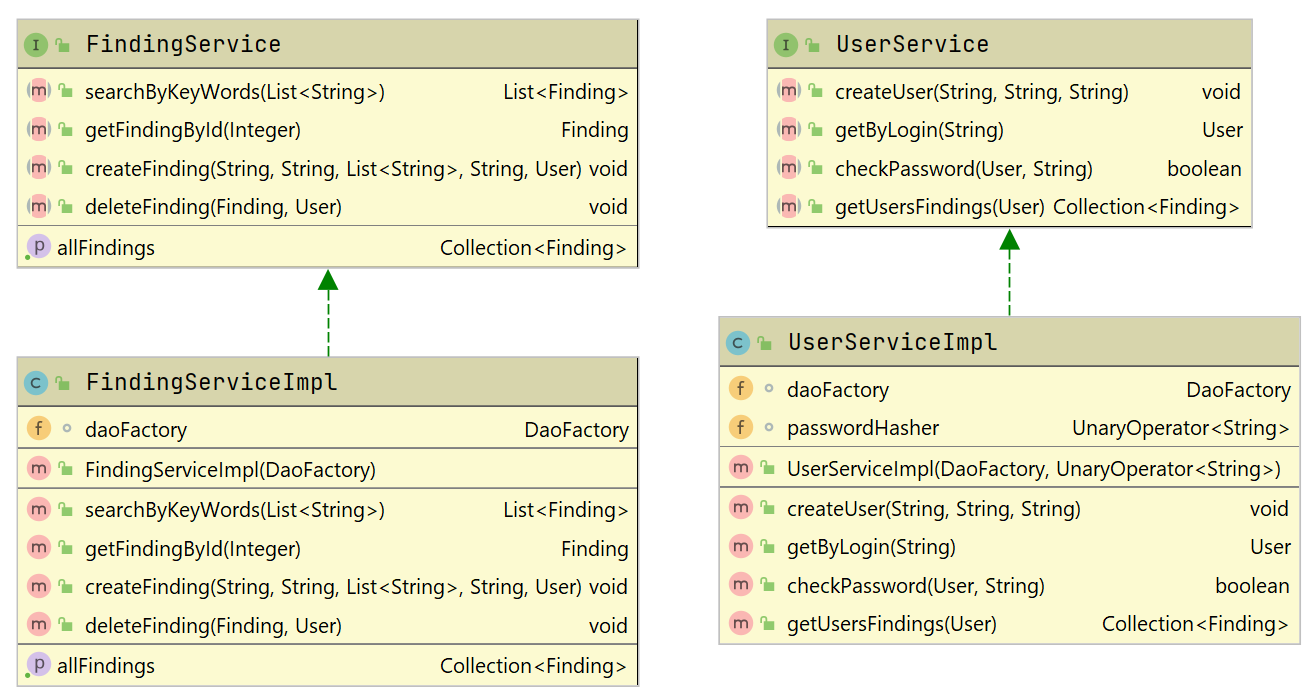 I FindingService
m searchByKeyWords(List<String>) List<Finding>
m getFindingById(Integer) Finding
m createFinding(String, String, List<String>, String, User) void
m deleteFinding(Finding, User) void
p allFindings Collection<Finding>
C FindingServiceImpl
f daoFactory DaoFactory
m FindingServiceImpl(DaoFactory)
m searchByKeyWords(List<String>) List<Finding>
m getFindingById(Integer) Finding
m createFinding(String, String, List<String>, String, User) void
m deleteFinding(Finding, User) void
p allFindings Collection<Finding>
I UserService
m createUser(String, String, String) void
m getByLogin(String) User
m checkPassword(User, String) boolean
m getUsersFindings(User) Collection<Finding>
C UserServiceImpl
f daoFactory DaoFactory
f passwordHasher UnaryOperator<String>
m UserServiceImpl(DaoFactory, UnaryOperator<String>)
m createUser(String, String, String) void
m getByLogin(String) User
m checkPassword(User, String) boolean
m getUsersFindings(User) Collection<Finding>